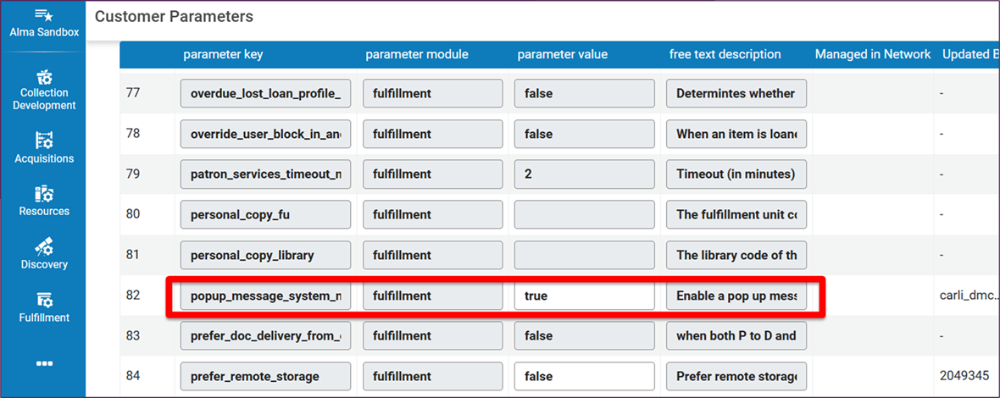 Alma Sandbox
Collection
Development
Acquisitions
Resources
Discovery
Fulfillment
Customer Parameters
parameter key parameter module parameter value free text description Managed in Network Updated B
77 overdue_lost_loan_profile_ fulfillment false Determintes whether -
78 override_user_block_in_an fulfillment false When an item is loane -
79 patron_services_timeout_n fulfillment 2 Timeout (in minutes) -
80 personal_copy_fu fulfillment The fulfillment unit co -
81 personal_copy_library fulfillment The library code of th -
82 popup_message_system_n fulfillment true Enable a pop up mess carli_dmc..
83 prefer_doc_delivery_from_ fulfillment false when both P to D and -
84 prefer_remote_storage fulfillment false Prefer remote storage 2049345